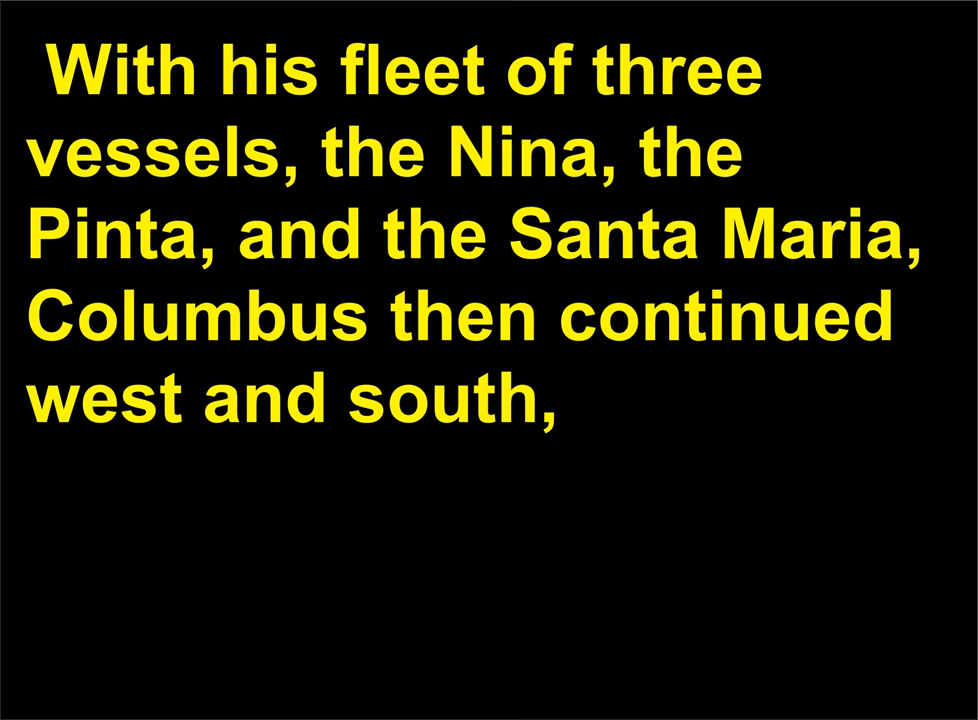 With his fleet of three
vessels, the Nina, the
Pinta, and the Santa Maria,
Columbus then continued
west and south,